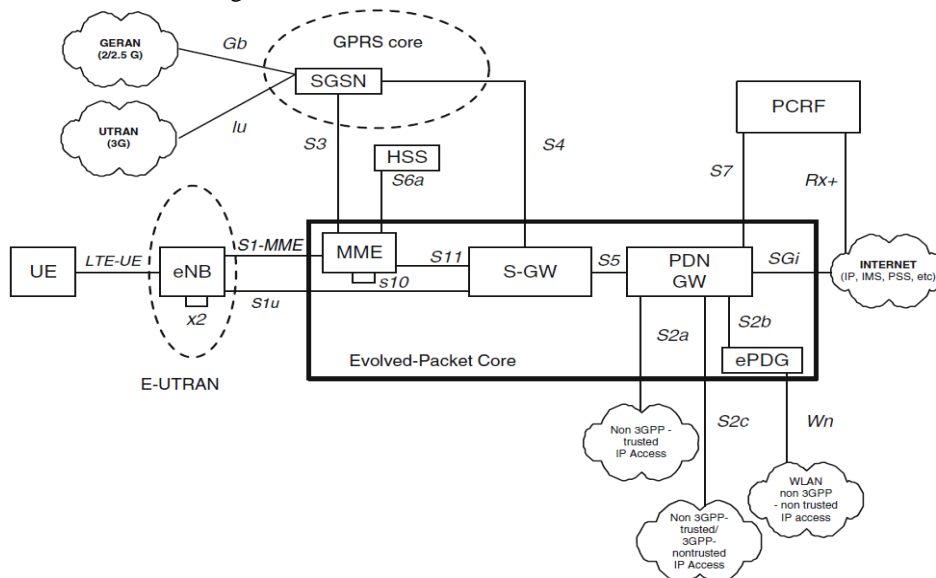 GERAN
(2/2.5 G)
Gb
GPRS core
SGSN
UTRAN
(3G)
Iu
S3
HSS
S6a
S4
PCRF
S7
Rx+
UE
LTE-UE
eNB
x2
S1-MME
S1u
MME
s10
S11
S-GW
S5
PDN
GW
SGi
INTERNET
(IP, IMS, PSS, etc)
S2a
S2b
ePDG
Evolved-Packet Core
E-UTRAN
S2c
Wn
Non 3GPP -
trusted
IP Access
WLAN
non 3GPP
- non trusted
IP access
Non 3GPP-
trusted/
3GPP-
nontrusted
IP Access